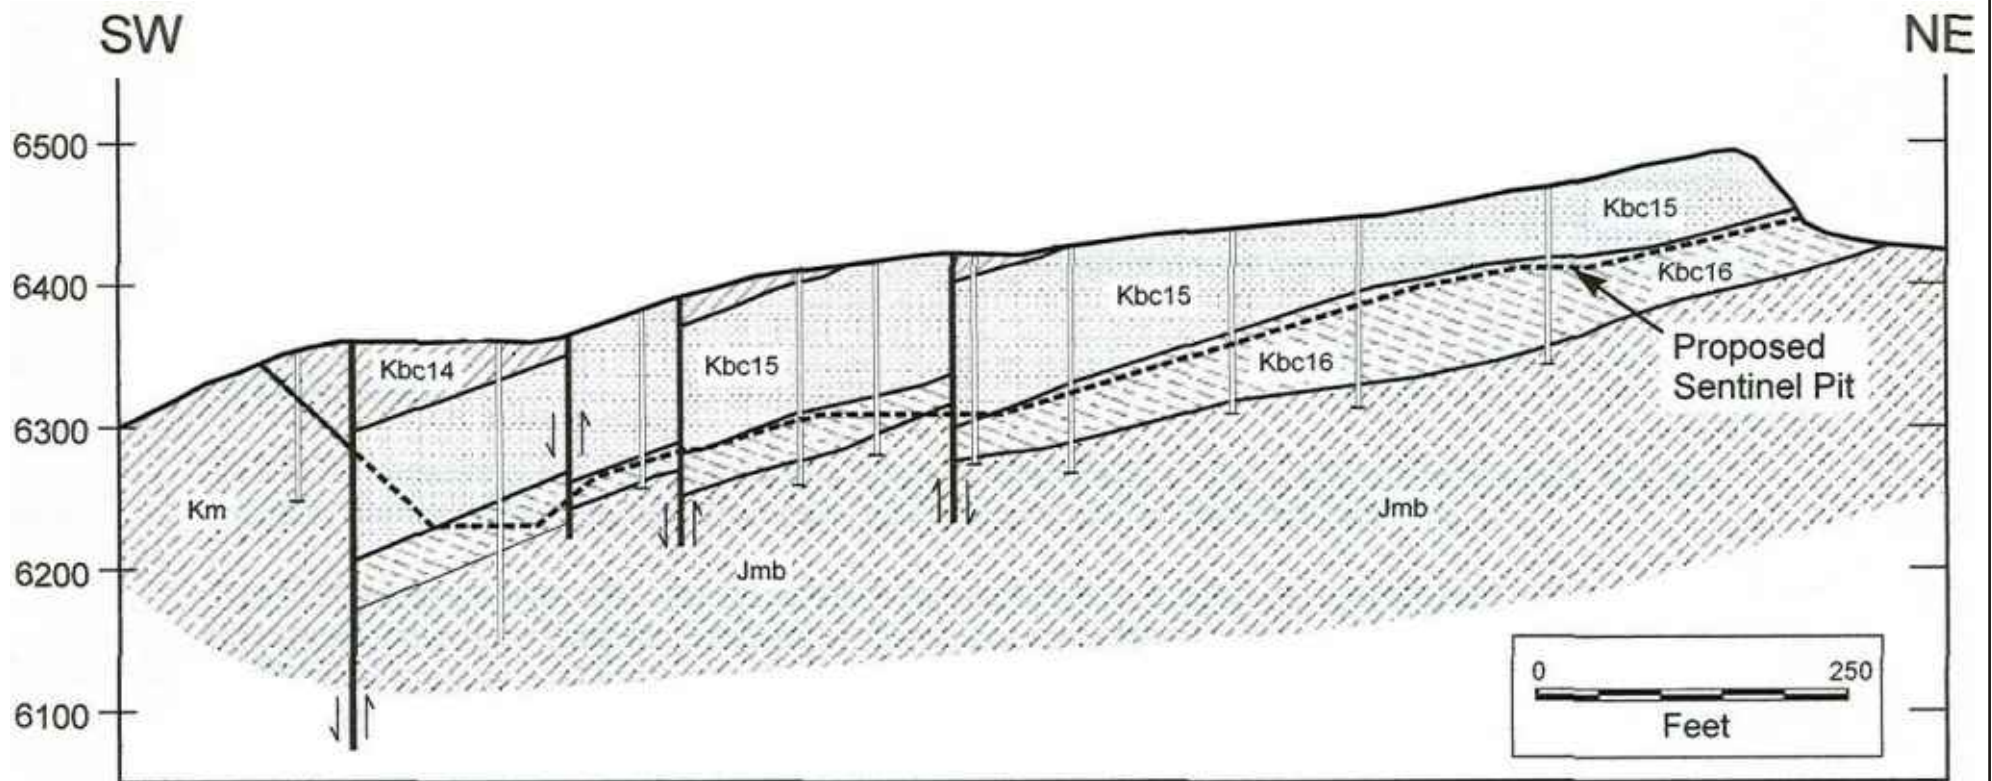 SW
NE
6500
6400
6300
6200
6100
Kbc15
Kbc16
Kbc15
Kbc16
Kbc14
Kbc15
Proposed
Sentinel Pit
Km
Jmb
Jmb
0 250
Feet